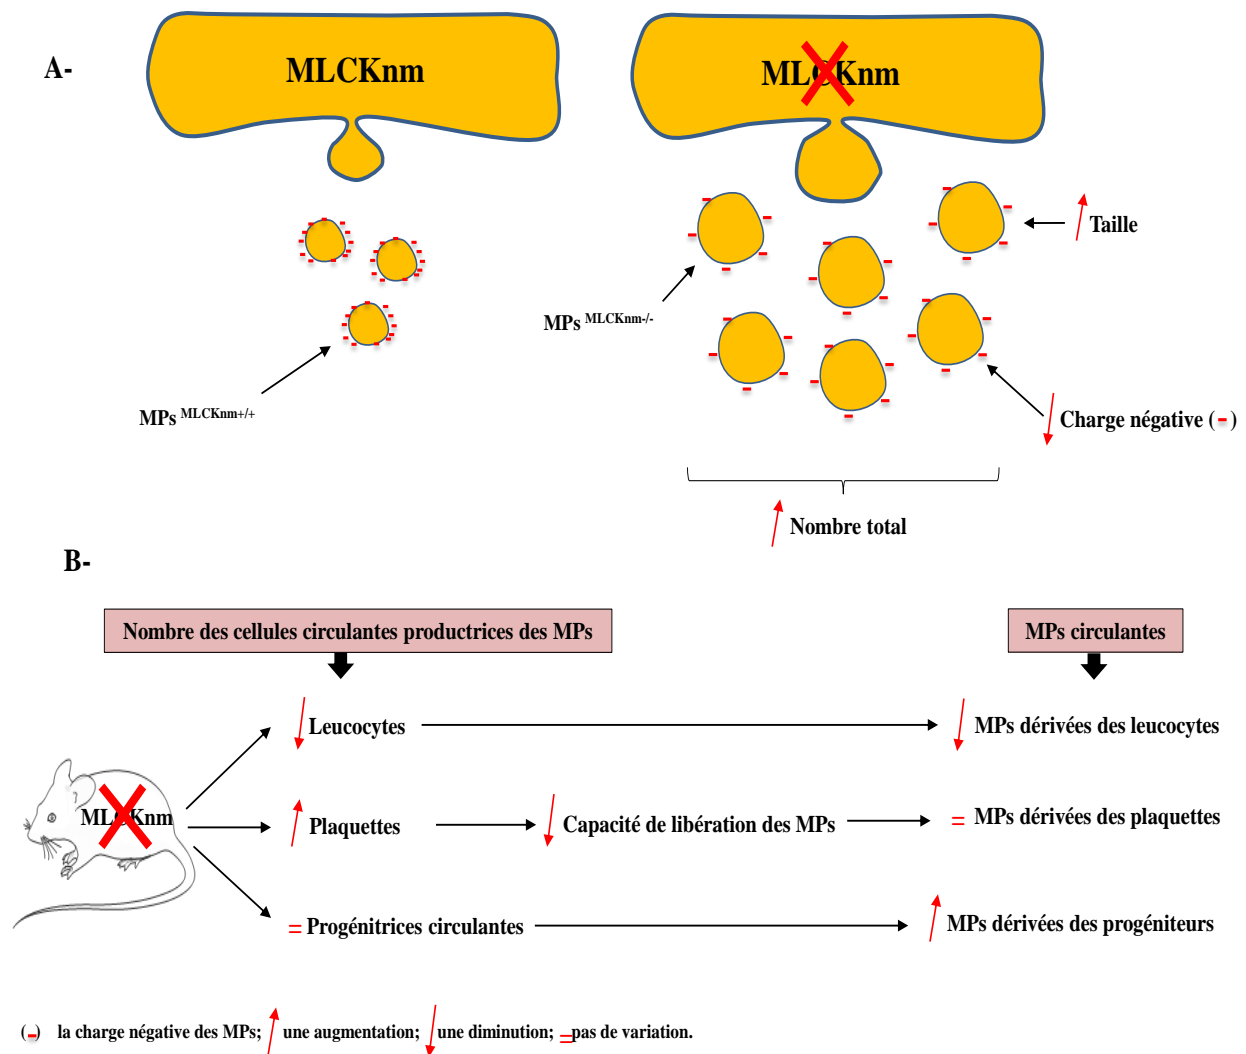 A-
MLCKnm
MLCKnm
Taille
MPs MLCKnm-/-
MPs MLCKnm+/+
Charge négative (-)
Nombre total
B-
Nombre des cellules circulantes productrices des MPs
MPs circulantes
Leucocytes
MPs dérivées des leucocytes
MLCKnm
Plaquettes
Capacité de libération des MPs
= MPs dérivées des plaquettes
= Progénitrices circulantes
MPs dérivées des progéniteurs
(-) la charge négative des MPs; une augmentation; une diminution; =pas de variation.